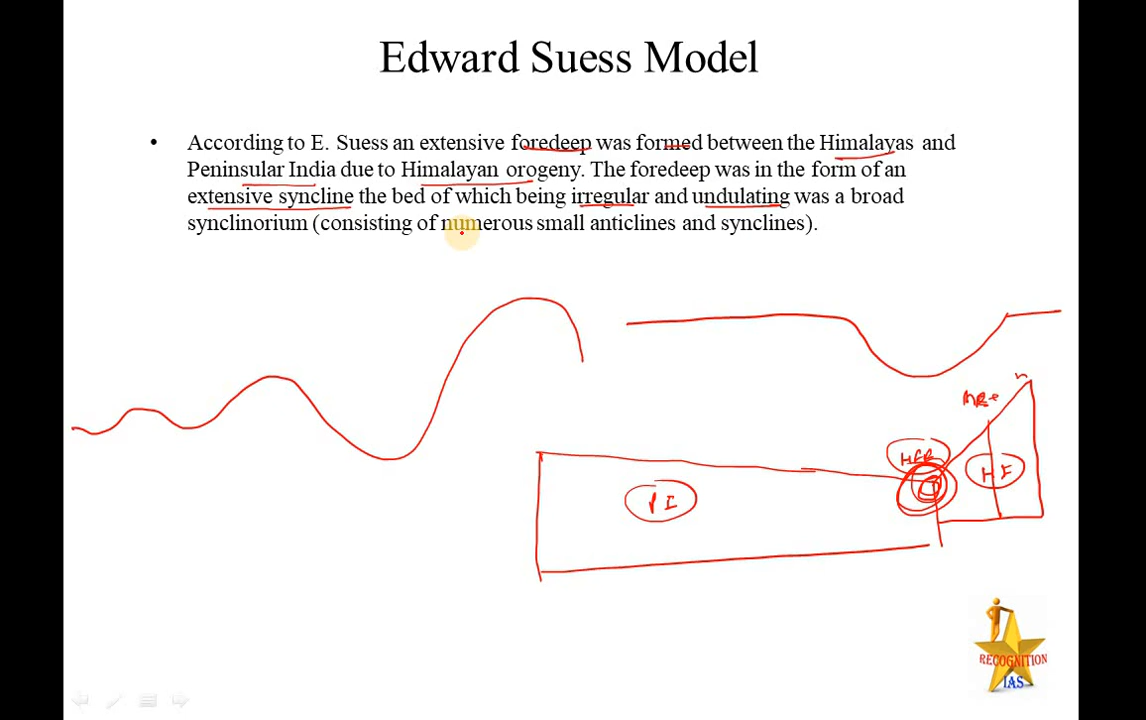 Edward Suess Model
• According to E. Suess an extensive foredeep was formed between the Himalayas and
Peninsular India due to Himalayan orogeny. The foredeep was in the form of an
extensive syncline the bed of which being irregular and undulating was a broad
synclinorium (consisting of numerous small anticlines and synclines).
PI
RECOGNITION
IAS